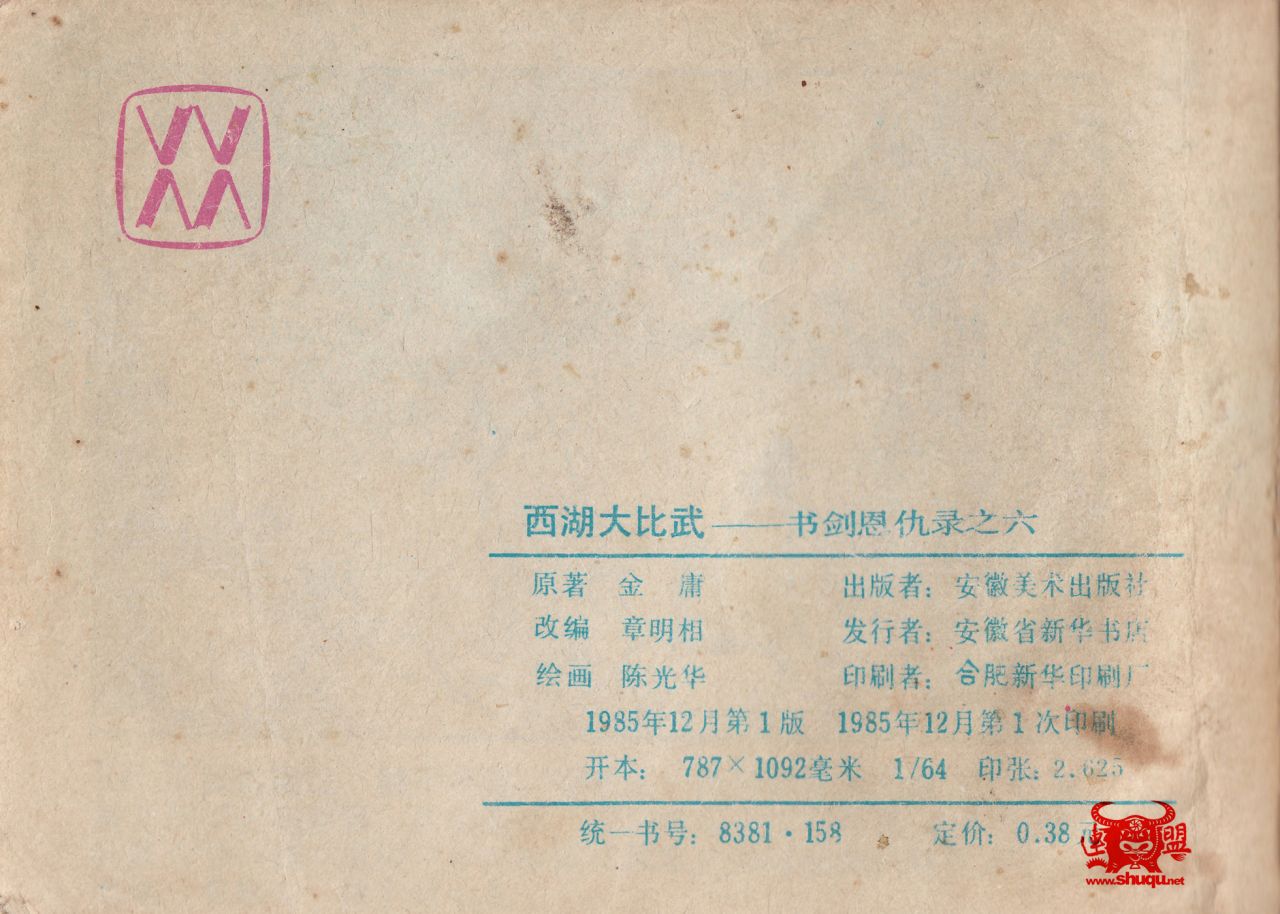 西湖大比武——书剑恩仇录之六
原著 金 庸 出版者：安徽美术出版社
改编 章明相 发行者：安徽省新华书店
绘画 陈光华 印刷者：合肥新华印刷厂
1985年12月第1版 1985年12月第1次印刷
开本： 787×1092毫米 1/64 印张：2.625
统一书号：8381·158 定价：0.38元
连盟
www.shuqu.net